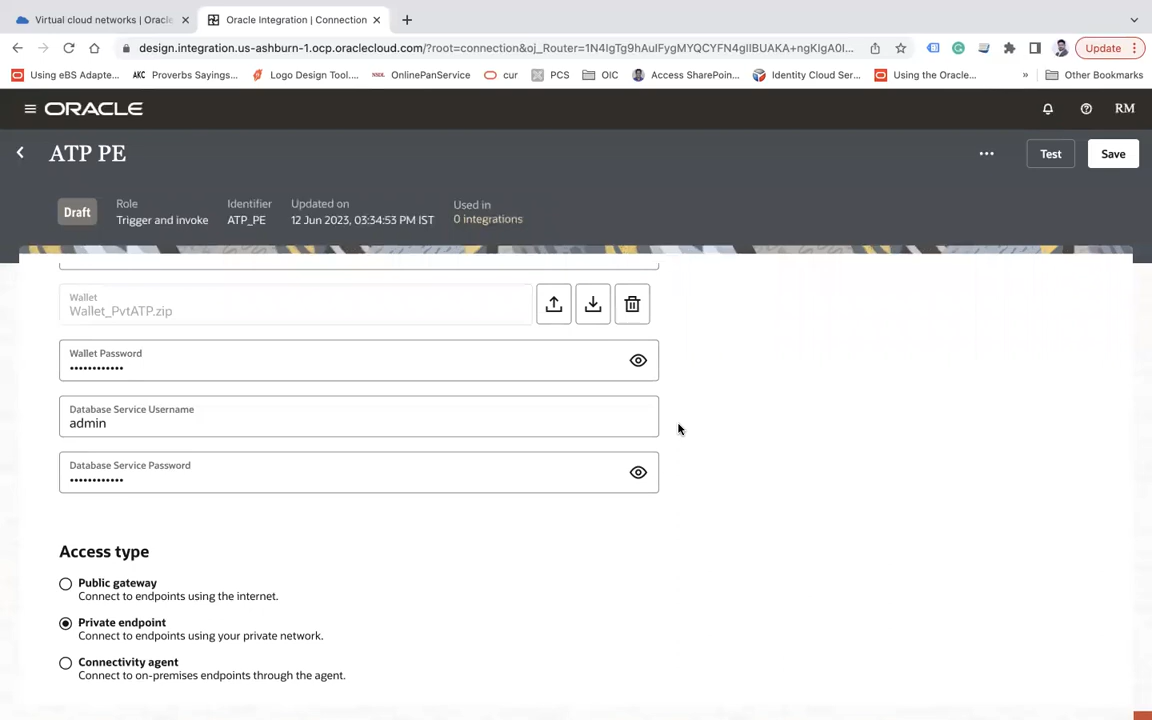 Virtual cloud networks | Oracle
Oracle Integration | Connection
design.integration.us-ashburn-1.ocp.oraclecloud.com/?root=connection&oj_Router=1N4IgTg9hAuIFygMYQCYFN4gIIBUAKA+ngKIgA0I...
Update
Using eBS Adapte...
AKC Proverbs Sayings...
Logo Design Tool....
OnlinePanService
cur
PCS
OIC
Access SharePoin...
Identity Cloud Ser...
Using the Oracle...
»
Other Bookmarks
ORACLE
RM
ATP PE
Test
Save
Draft
Role
Trigger and invoke
Identifier
ATP_PE
Updated on
12 Jun 2023, 03:34:53 PM IST
Used in
0 integrations
Wallet
Wallet_PvtATP.zip
Wallet Password
••••••••••••
Database Service Username
admin
Database Service Password
••••••••••••
Access type
Public gateway
Connect to endpoints using the internet.
Private endpoint
Connect to endpoints using your private network.
Connectivity agent
Connect to on-premises endpoints through the agent.